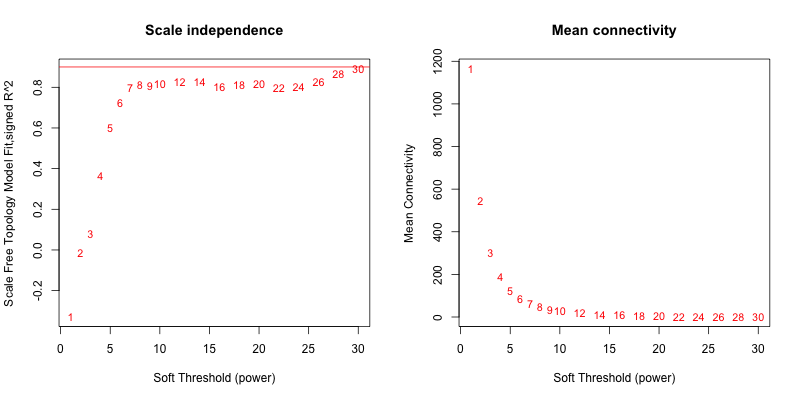 Scale independence
Scale Free Topology Model Fit,signed R^2
0.8
0.6
0.4
0.2
0.0
-0.2
1
2
3
4
5
6
7 8 9 10 12 14 16 18 20 22 24 26 28 30
0 5 10 15 20 25 30
Soft Threshold (power)
Mean connectivity
Mean Connectivity
1200
1000
800
600
400
200
0
1
2
3
4
5
6
7 8 9 10 12 14 16 18 20 22 24 26 28 30
0 5 10 15 20 25 30
Soft Threshold (power)